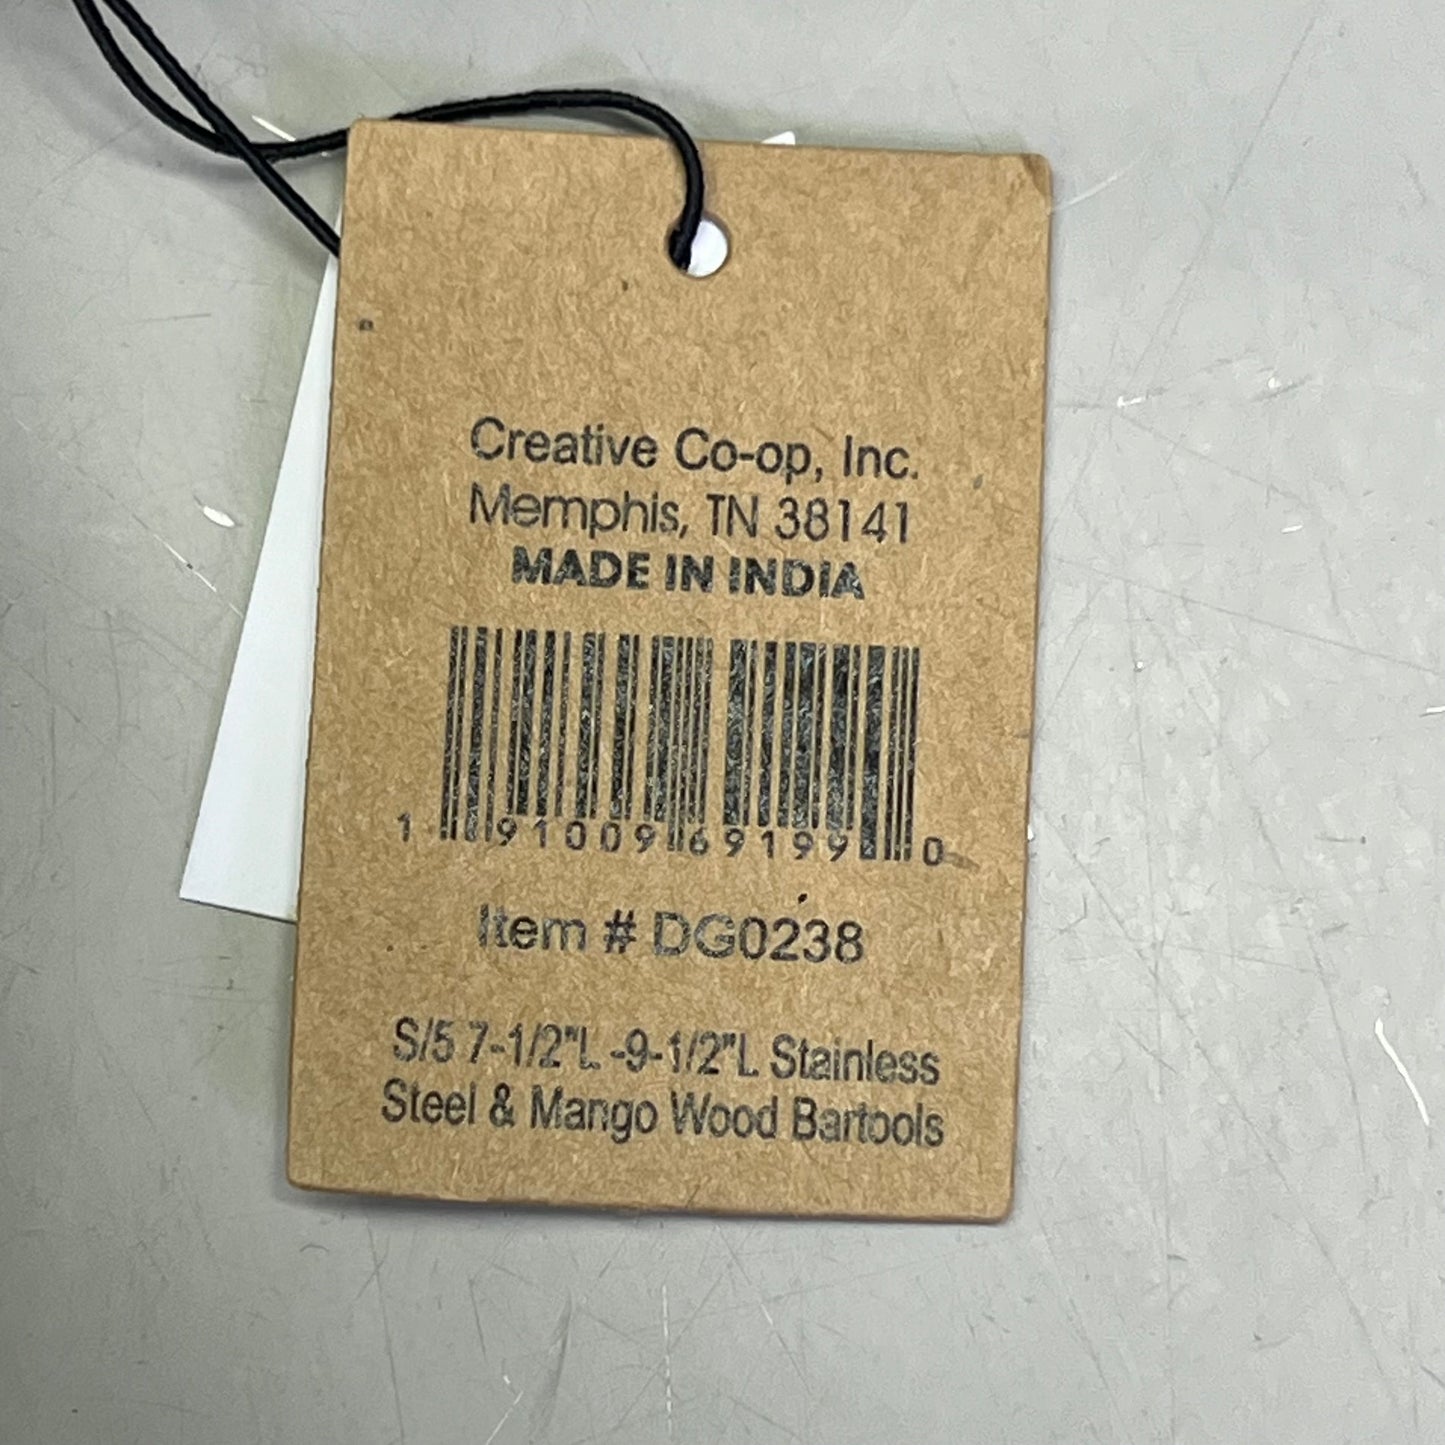 Creative Co-op, Inc.
Memphis, TN 38141
MADE IN INDIA
1 91009 69199 0
Item # DG0238
S/5 7-1/2"L -9-1/2"L Stainless
Steel & Mango Wood Bartools